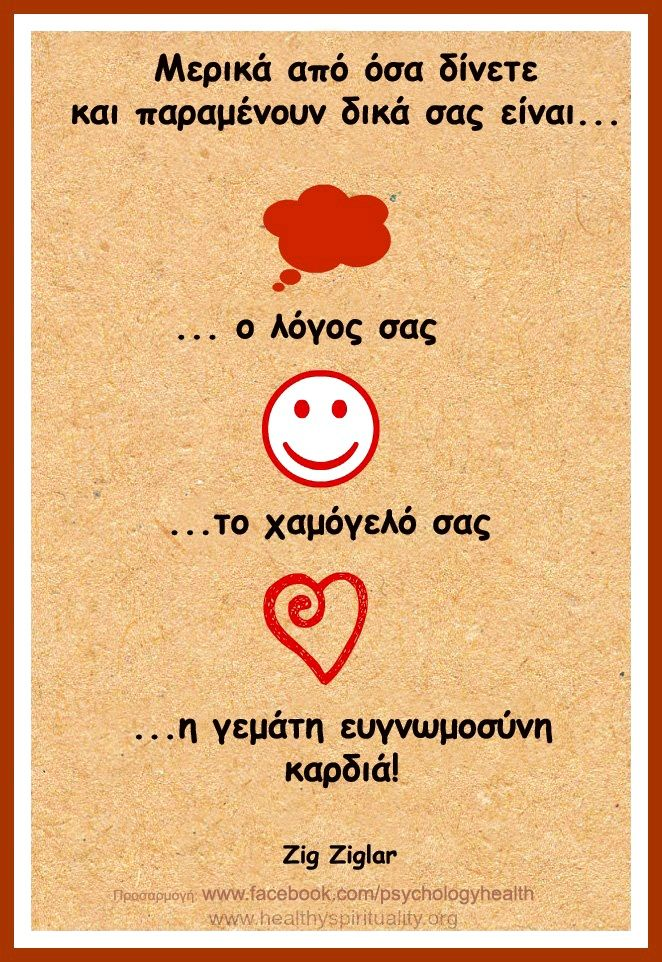 Μερικά από όσα δίνετε
και παραμένουν δικά σας είναι...
... ο λόγος σας
...το χαμόγελό σας
...η γεμάτη ευγνωμοσύνη
καρδιά!
Zig Ziglar
Προσαρμογή www.facebook.com/psychologyhealth
www.healthyspirituality.org